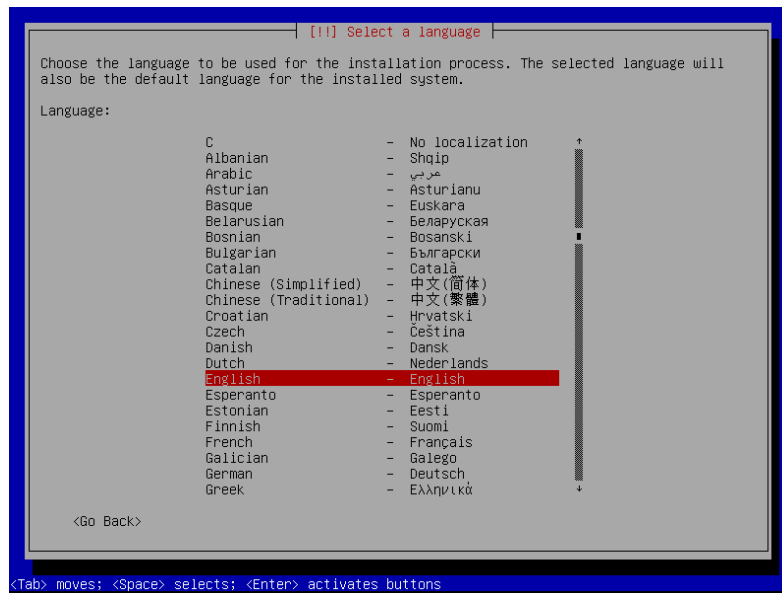 [!!] Select a language
Choose the language to be used for the installation process. The selected language will
also be the default language for the installed system.
Language:
C - No localization
Albanian - Shqip
Arabic - عربي
Asturian - Asturianu
Basque - Euskara
Belarusian - Беларуская
Bosnian - Bosanski
Bulgarian - Български
Catalan - Català
Chinese (Simplified) - 中文(简体)
Chinese (Traditional) - 中文(繁體)
Croatian - Hrvatski
Czech - Čeština
Danish - Dansk
Dutch - Nederlands
English - English
Esperanto - Esperanto
Estonian - Eesti
Finnish - Suomi
French - Français
Galician - Galego
German - Deutsch
Greek - Ελληνικά
<Go Back>
<Tab> moves; <Space> selects; <Enter> activates buttons